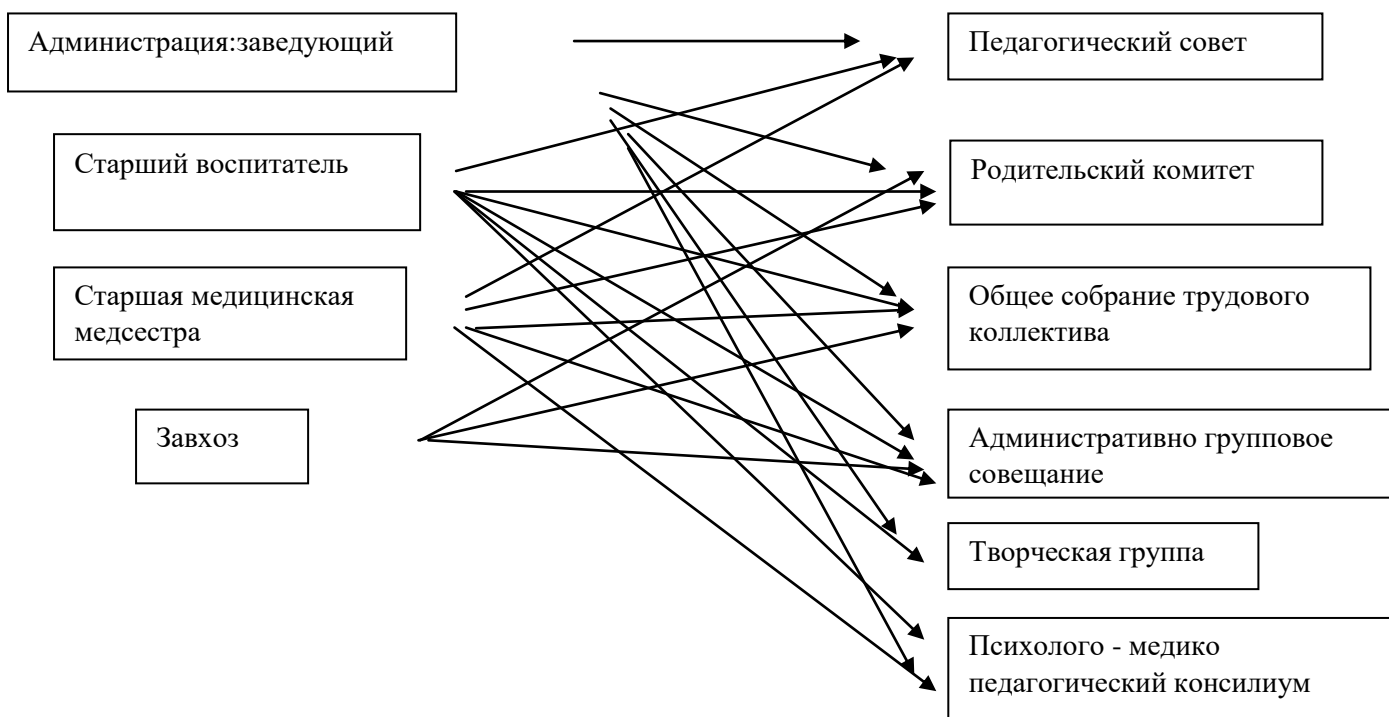 Администрация:заведующий
Старший воспитатель
Старшая медицинская
медсестра
Завхоз
Педагогический совет
Родительский комитет
Общее собрание трудового
коллектива
Административно групповое
совещание
Творческая группа
Психолого - медико
педагогический консилиум